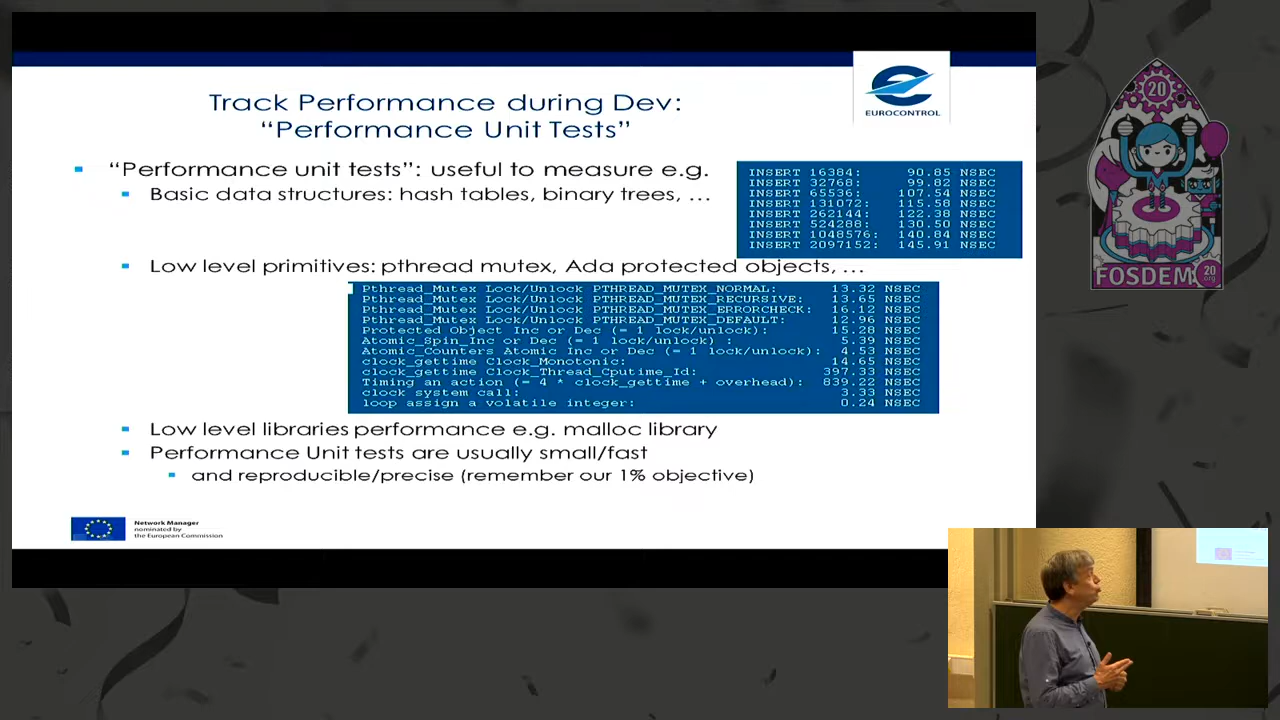 EUROCONTROL
Track Performance during Dev:
“Performance Unit Tests”
“Performance unit tests”: useful to measure e.g.
Basic data structures: hash tables, binary trees, …
INSERT 16384: 90.85 NSEC
INSERT 32768: 99.82 NSEC
INSERT 65536: 107.54 NSEC
INSERT 131072: 115.58 NSEC
INSERT 262144: 122.38 NSEC
INSERT 524288: 130.50 NSEC
INSERT 1048576: 140.84 NSEC
INSERT 2097152: 145.91 NSEC
Low level primitives: pthread mutex, Ada protected objects, …
Pthread_Mutex Lock/Unlock PTHREAD_MUTEX_NORMAL: 13.32 NSEC
Pthread_Mutex Lock/Unlock PTHREAD_MUTEX_RECURSIVE: 13.65 NSEC
Pthread_Mutex Lock/Unlock PTHREAD_MUTEX_ERRORCHECK: 16.12 NSEC
Pthread_Mutex Lock/Unlock PTHREAD_MUTEX_DEFAULT: 12.96 NSEC
Protected Object Inc or Dec (= 1 lock/unlock): 15.28 NSEC
Atomic_Spin_Inc or Dec (= 1 lock/unlock) : 5.39 NSEC
Atomic_Counters Atomic Inc or Dec (= 1 lock/unlock): 4.53 NSEC
clock_gettime Clock_Monotonic: 14.65 NSEC
clock_gettime Clock_Thread_Cputime_Id: 397.33 NSEC
Timing an action (= 4 * clock_gettime + overhead): 839.22 NSEC
clock system call: 3.33 NSEC
loop assign a volatile integer: 0.24 NSEC
Low level libraries performance e.g. malloc library
Performance Unit tests are usually small/fast
and reproducible/precise (remember our 1% objective)
Network Manager
nominated by
the European Commission
20
FOSDEM
20
.org